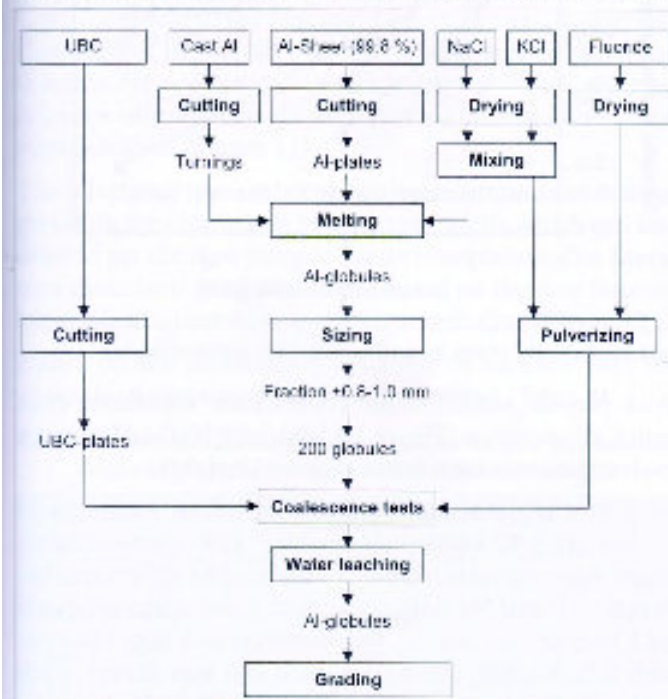 UBC Cast Al Al-Sheet (99.8 %) NaCl KCl Fluoride
Cutting Cutting Drying Drying
Turnings Al-plates Mixing
Melting
Al-globules
Cutting Sizing Pulverizing
Fraction +0.8-1.0 mm
UBC-plates 200 globules
Coalescence tests
Water leaching
Al-globules
Grading